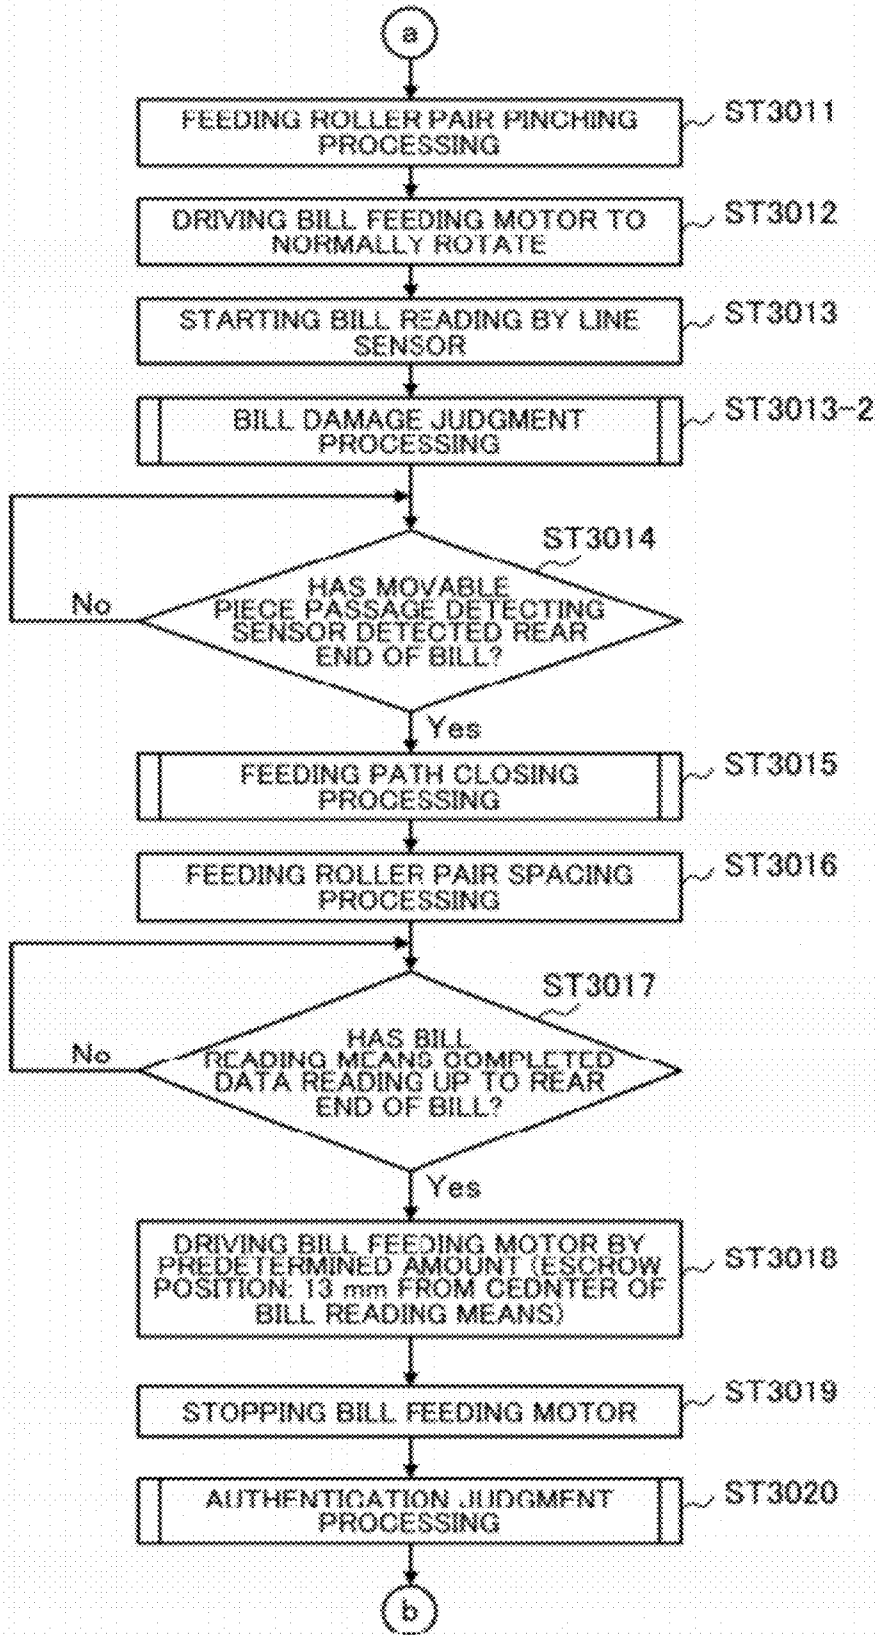 a
FEEDING ROLLER PAIR PINCHING
PROCESSING
ST3011
DRIVING BILL FEEDING MOTOR TO
NORMALLY ROTATE
ST3012
STARTING BILL READING BY LINE
SENSOR
ST3013
BILL DAMAGE JUDGMENT
PROCESSING
ST3013-2
ST3014
HAS MOVABLE
PIECE PASSAGE DETECTING
SENSOR DETECTED REAR
END OF BILL?
No
Yes
FEEDING PATH CLOSING
PROCESSING
ST3015
FEEDING ROLLER PAIR SPACING
PROCESSING
ST3016
ST3017
HAS BILL
READING MEANS COMPLETED
DATA READING UP TO REAR
END OF BILL?
No
Yes
DRIVING BILL FEEDING MOTOR BY
PREDETERMINED AMOUNT (ESCROW
POSITION: 13 mm FROM CEDNTER OF
BILL READING MEANS)
ST3018
STOPPING BILL FEEDING MOTOR
ST3019
AUTHENTICATION JUDGMENT
PROCESSING
ST3020
b